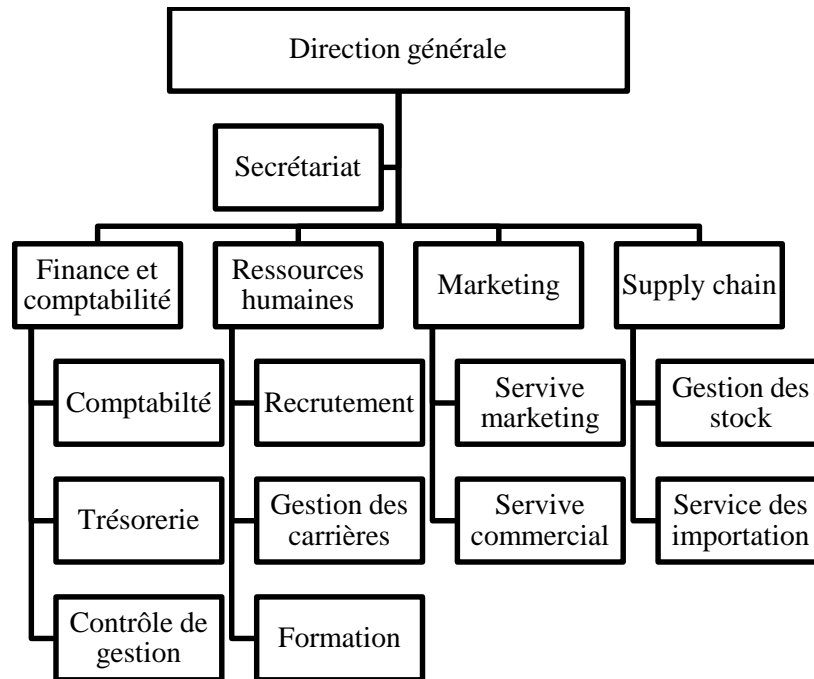 Direction générale
Secrétariat
Finance et
comptabilité
Ressources
humaines
Marketing
Supply chain
Comptabilté
Recrutement
Servive
marketing
Gestion des
stock
Trésorerie
Gestion des
carrières
Servive
commercial
Service des
importation
Contrôle de
gestion
Formation